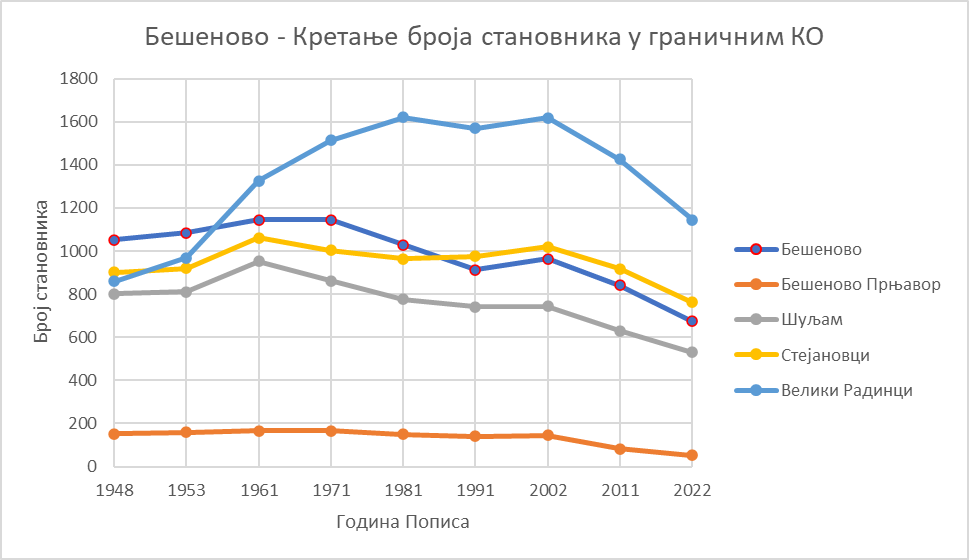 Бешеново - Кретање броја становника у граничним КО
1800
1600
1400
1200
1000
800
600
400
200
0
Број становника
1948 1953 1961 1971 1981 1991 2002 2011 2022
Година Пописа
Бешеново
Бешеново Прњавор
Шуљам
Стејановци
Велики Радинци